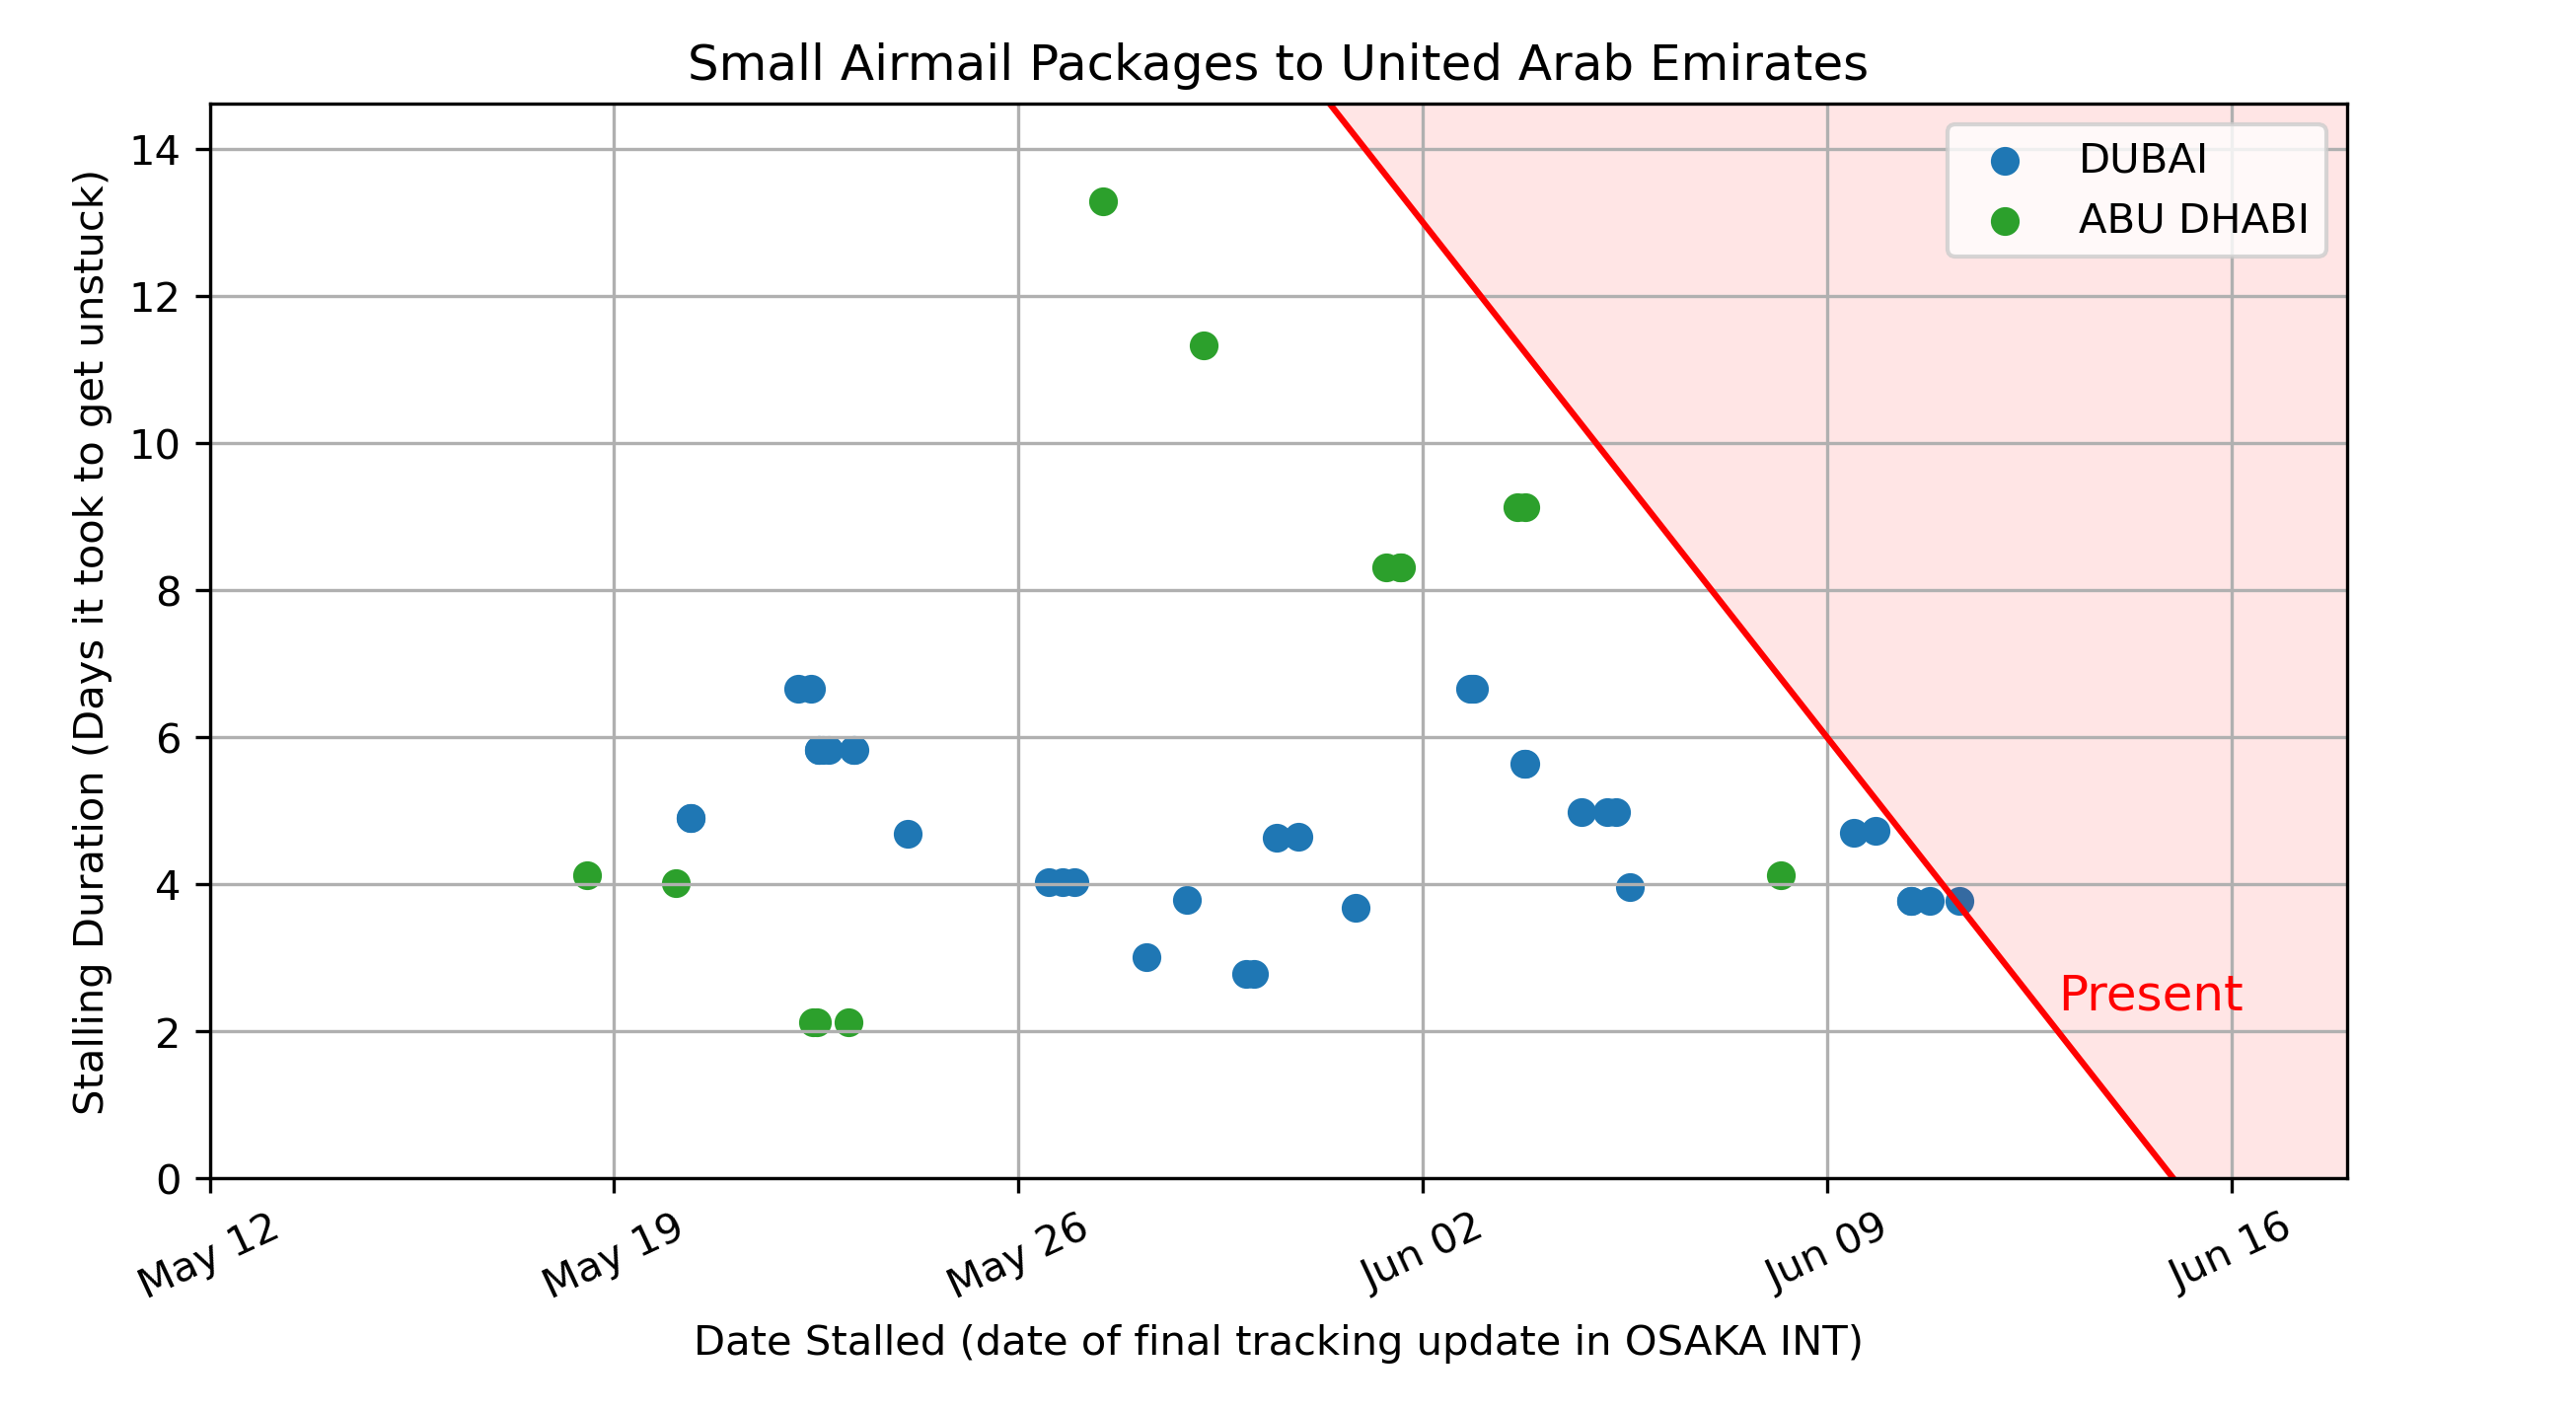 Small Airmail Packages to United Arab Emirates
Stalling Duration (Days it took to get unstuck)
14
12
10
8
6
4
2
0
DUBAI
ABU DHABI
Present
May 12
May 19
May 26
Jun 02
Jun 09
Jun 16
Date Stalled (date of final tracking update in OSAKA INT)